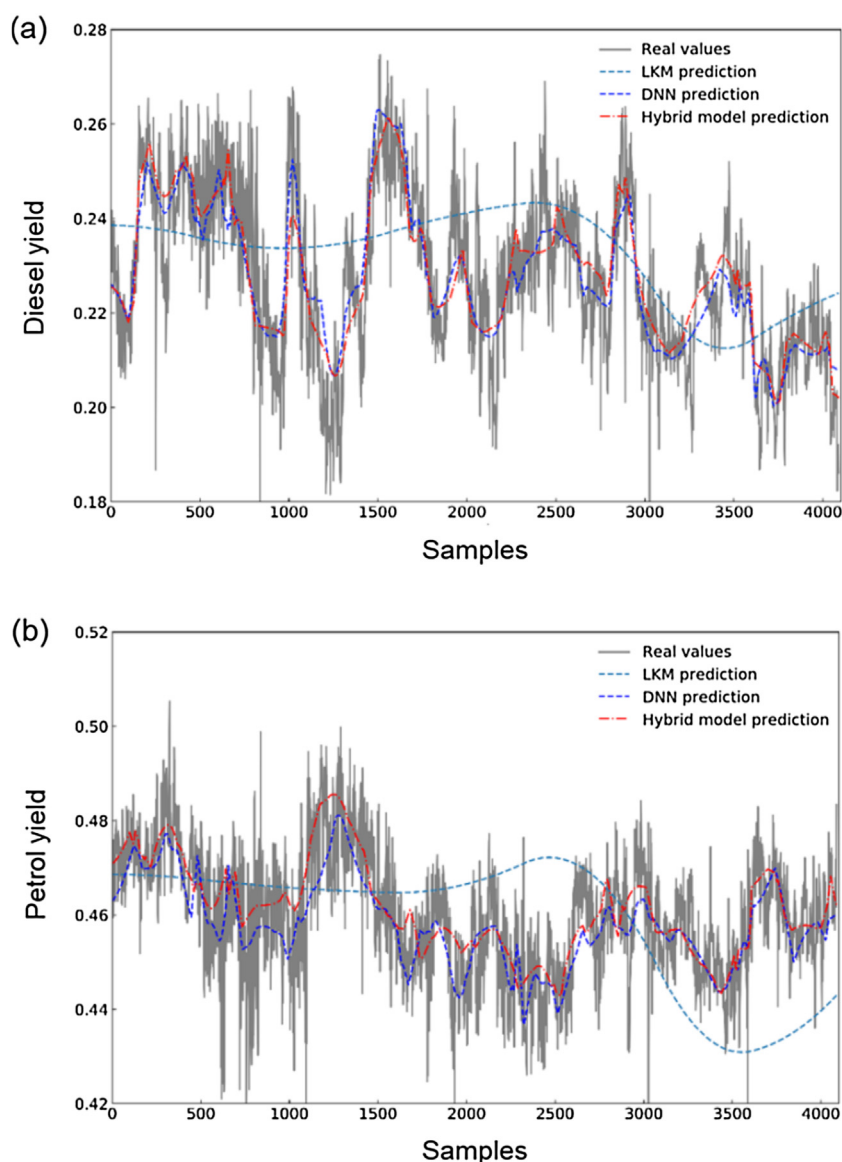 (a)
0.28
0.26
0.24
0.22
0.20
0.18
Diesel yield
Real values
LKM prediction
DNN prediction
Hybrid model prediction
0 500 1000 1500 2000 2500 3000 3500 4000
Samples
(b)
0.52
0.50
0.48
0.46
0.44
0.42
Petrol yield
Real values
LKM prediction
DNN prediction
Hybrid model prediction
0 500 1000 1500 2000 2500 3000 3500 4000
Samples